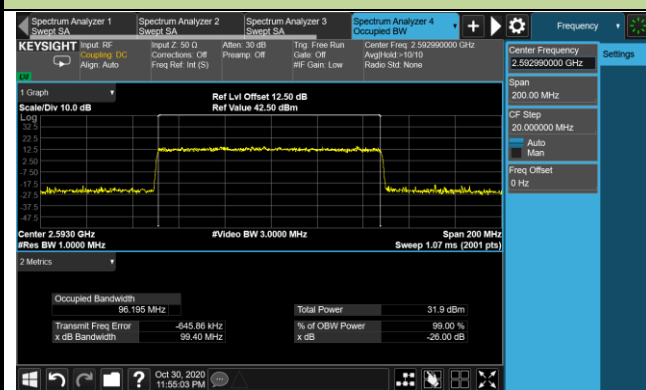 Spectrum Analyzer 1
Swept SA
Spectrum Analyzer 2
Swept SA
Spectrum Analyzer 3
Swept SA
Spectrum Analyzer 4
Occupied BW
Frequency
KEYSIGHT
Input: RF
Coupling: DC
Align: Auto
Input Z: 50 Ω
Corrections: Off
Freq Ref: Int (S)
Atten: 30 dB
Preamp: Off
Trig: Free Run
Gate: Off
#IF Gain: Low
Center Freq: 2.592990000 GHz
Avg|Hold:>10/10
Radio Std: None
Center Frequency
2.592990000 GHz
Settings
Span
200.00 MHz
CF Step
20.000000 MHz
Auto
Man
Freq Offset
0 Hz
1 Graph
Scale/Div 10.0 dB
Ref Lvl Offset 12.50 dB
Ref Value 42.50 dBm
Log
32.5
22.5
12.5
2.50
-7.50
-17.5
-27.5
-37.5
-47.5
Center 2.5930 GHz
#Res BW 1.0000 MHz
#Video BW 3.0000 MHz
Span 200 MHz
Sweep 1.07 ms (2001 pts)
2 Metrics
Occupied Bandwidth
96.195 MHz
Total Power 31.9 dBm
Transmit Freq Error -645.86 kHz
% of OBW Power 99.00 %
x dB Bandwidth 99.40 MHz
x dB -26.00 dB
Oct 30, 2020
11:55:03 PM